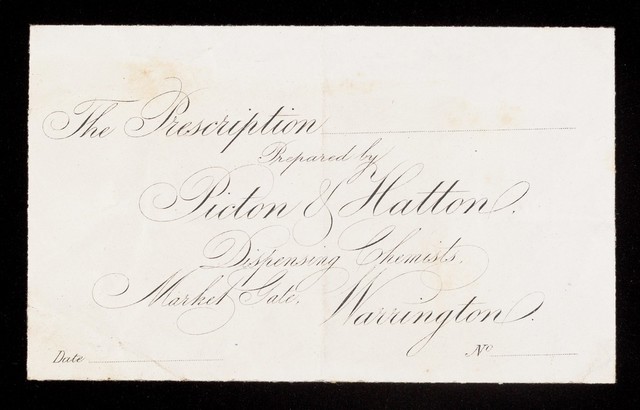 The Prescription
Prepared by
Picton & Hatton.
Dispensing Chemists.
Market Gate. Warrington.
Date No